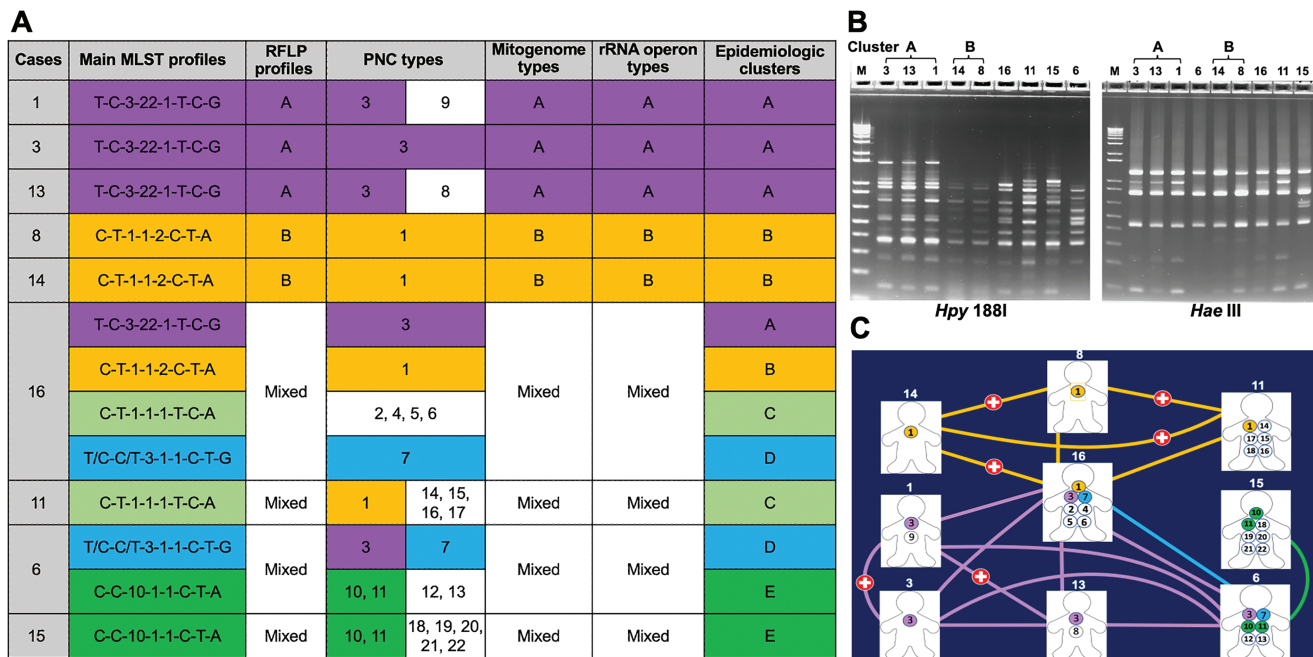 A
Cases Main MLST profiles RFLP profiles PNC types Mitogenome types rRNA operon types Epidemiologic clusters
1 T-C-3-22-1-T-C-G A 3 9 A A A
3 T-C-3-22-1-T-C-G A 3 A A A
13 T-C-3-22-1-T-C-G A 3 8 A A A
8 C-T-1-1-2-C-T-A B 1 B B B
14 C-T-1-1-2-C-T-A B 1 B B B
16 Mixed Mixed Mixed
T-C-3-22-1-T-C-G 3 A
C-T-1-1-2-C-T-A 1 B
C-T-1-1-1-T-C-A 2, 4, 5, 6 C
T/C-C/T-3-1-1-C-T-G 7 D
11 C-T-1-1-1-T-C-A Mixed 1 14, 15, 16, 17 Mixed Mixed C
6 Mixed Mixed Mixed
T/C-C/T-3-1-1-C-T-G 3 7 D
C-C-10-1-1-C-T-A 10, 11 12, 13 E
15 C-C-10-1-1-C-T-A Mixed 10, 11 18, 19, 20, 21, 22 Mixed Mixed E
B
Cluster A B
M 3 13 1 14 8 16 11 15 6
Hpy 188I
A B
M 3 13 1 6 14 8 16 11 15
Hae III
C
8
1
14
1
11
1 14
17 15
18 16
16
1
3 7
2 4
5 6
1
3
9
15
10
11 18
19 20
21 22
3
3
13
3
8
6
3 7
10 11
12 13